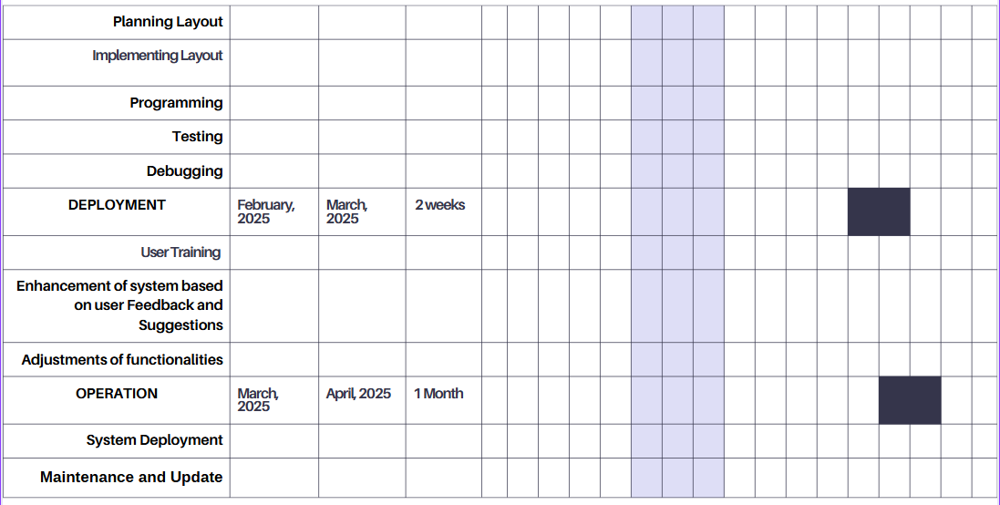 Planning Layout
Implementing Layout
Programming
Testing
Debugging
DEPLOYMENT
February,
2025
March,
2025
2 weeks
User Training
Enhancement of system based
on user Feedback and
Suggestions
Adjustments of functionalities
OPERATION
March,
2025
April, 2025
1 Month
System Deployment
Maintenance and Update